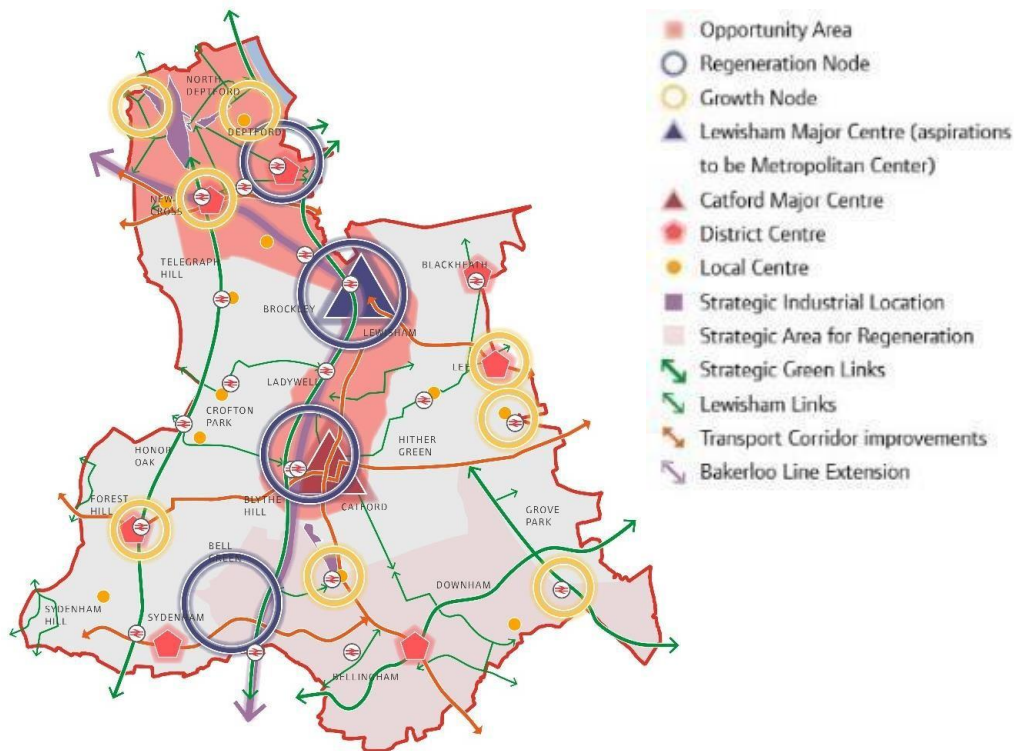 NORTH
DEPTFORD
DEPTFORD
NEW
CROSS
TELEGRAPH
HILL
BLACKHEATH
BROCKLEY
LEWISHAM
LEE
LADYWELL
CROFTON
PARK
HITHER
GREEN
HONOR
OAK
FOREST
HILL
BLYTHE
HILL
CATFORD
GROVE
PARK
BELL
GREEN
DOWNHAM
SYDENHAM
HILL
SYDENHAM
BELLINGHAM
Opportunity Area
Regeneration Node
Growth Node
Lewisham Major Centre (aspirations
to be Metropolitan Center)
Catford Major Centre
District Centre
Local Centre
Strategic Industrial Location
Strategic Area for Regeneration
Strategic Green Links
Lewisham Links
Transport Corridor improvements
Bakerloo Line Extension